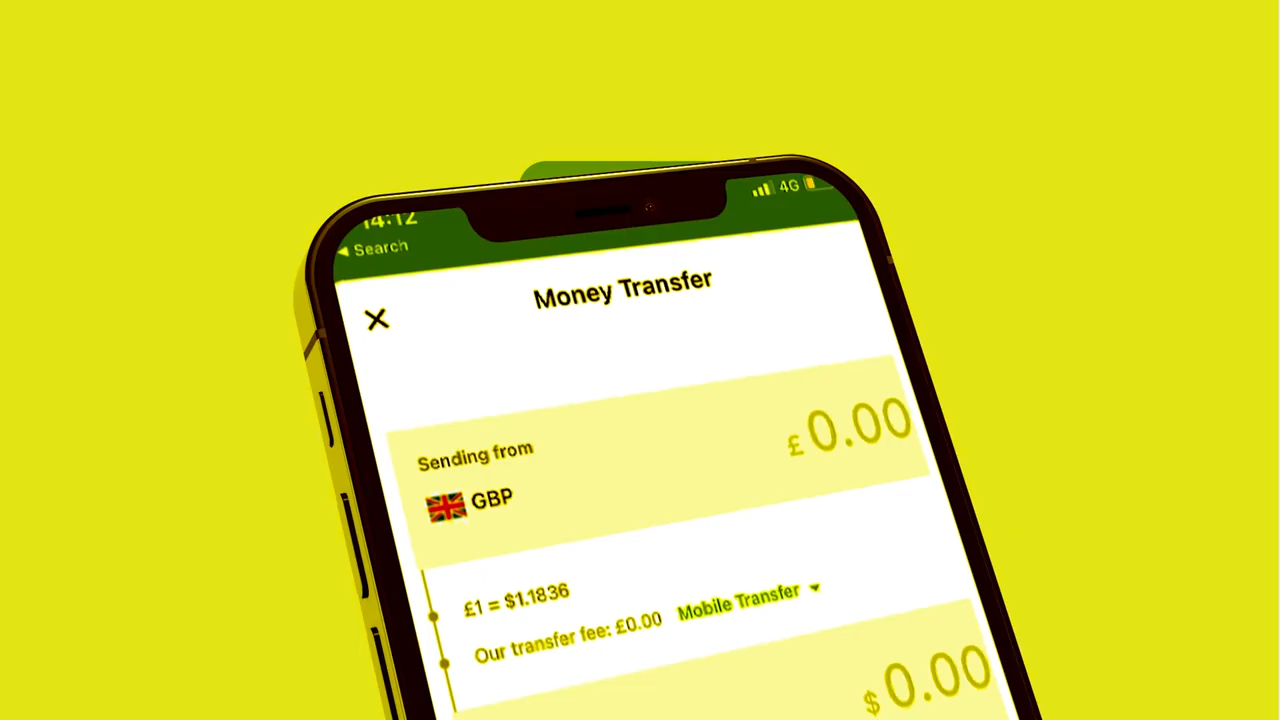 14:12
4G
◀ Search
Money Transfer
Sending from
£ 0.00
GBP
£1 = $1.1836
Our transfer fee: £0.00 Mobile Transfer
$ 0.00